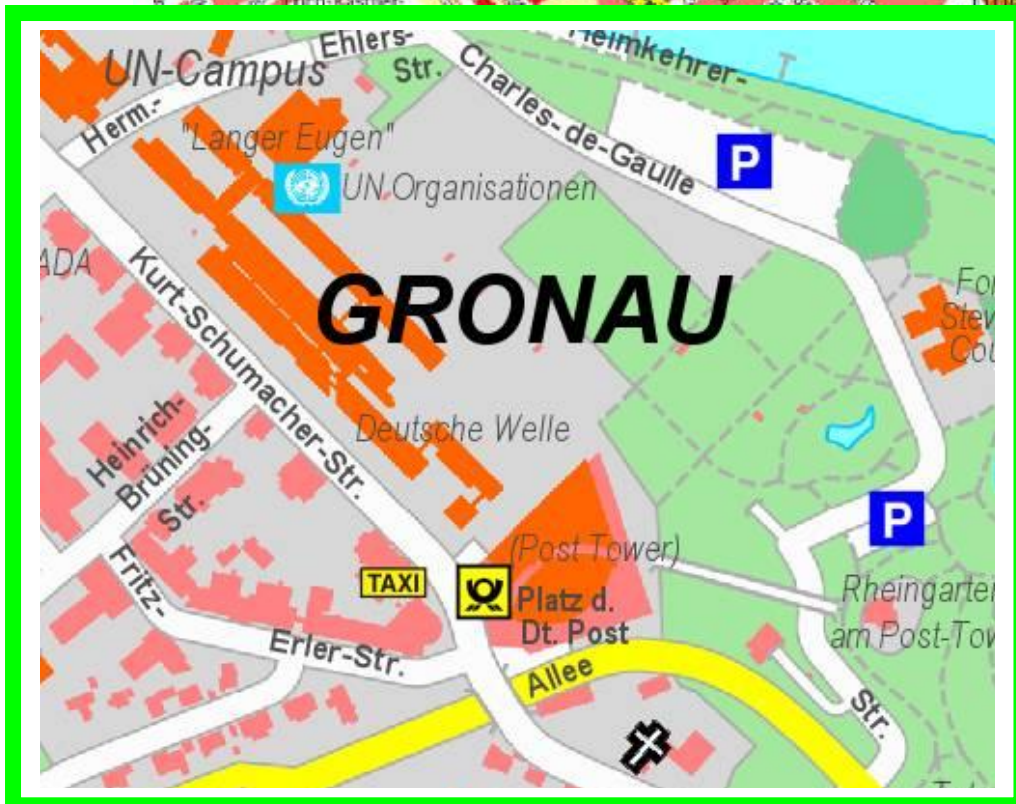 Ehlers-
Str.
Heimkehrer-
UN-Campus
Herm.-
Charles-de-Gaulle
"Langer Eugen"
P
UN Organisationen
ADA
Kurt-Schumacher-Str.
GRONAU
Heinrich-
Brüning-
Str.
Deutsche Welle
P
(Post Tower)
TAXI
Platz d.
Dt. Post
Fritz-
Erler-Str.
Allee
Rheingarten
am Post-Tow
Str.